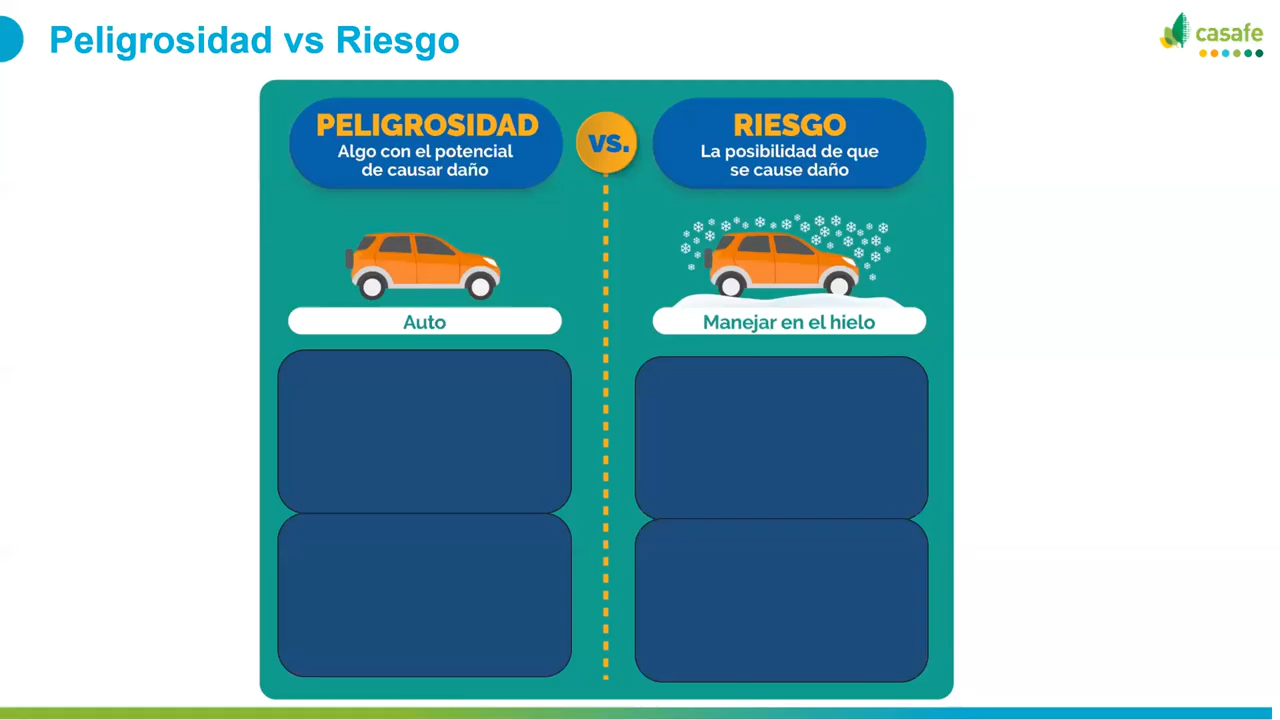 Peligrosidad vs Riesgo
casafe
PELIGROSIDAD
Algo con el potencial
de causar daño
vs.
RIESGO
La posibilidad de que
se cause daño
Auto
Manejar en el hielo